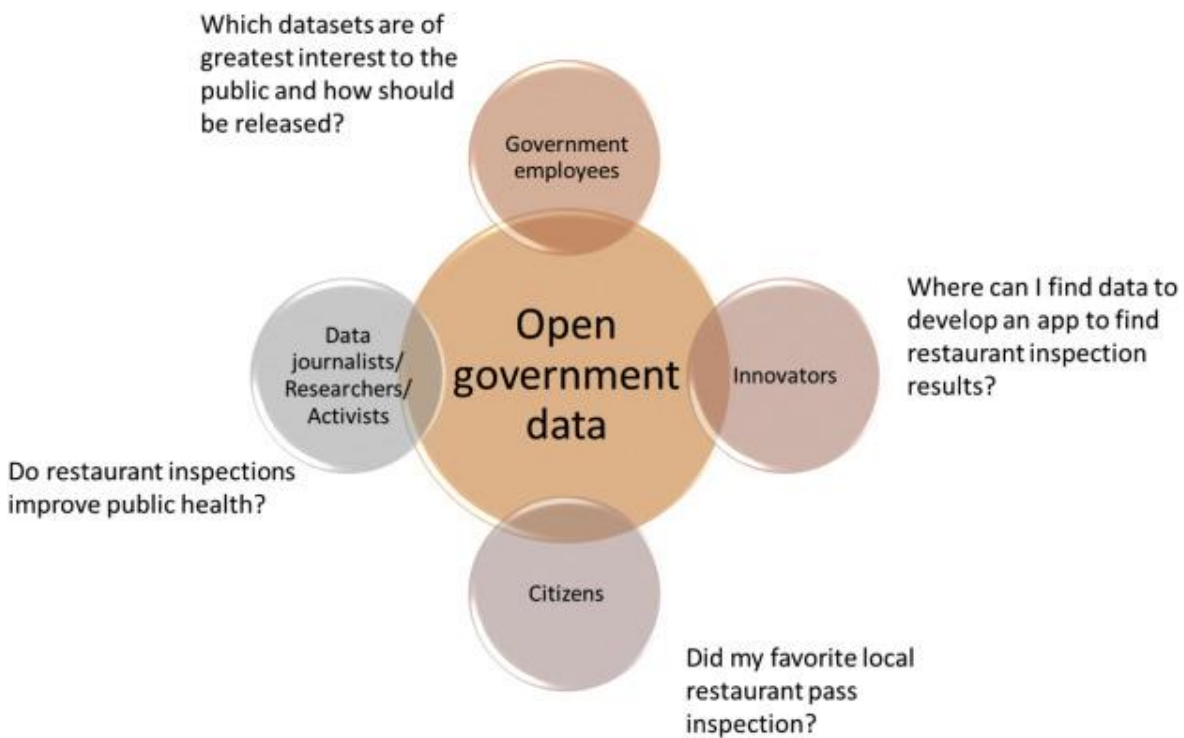 Which datasets are of
greatest interest to the
public and how should
be released?
Government
employees
Open
government
data
Data
journalists/
Researchers/
Activists
Innovators
Where can I find data to
develop an app to find
restaurant inspection
results?
Do restaurant inspections
improve public health?
Citizens
Did my favorite local
restaurant pass
inspection?